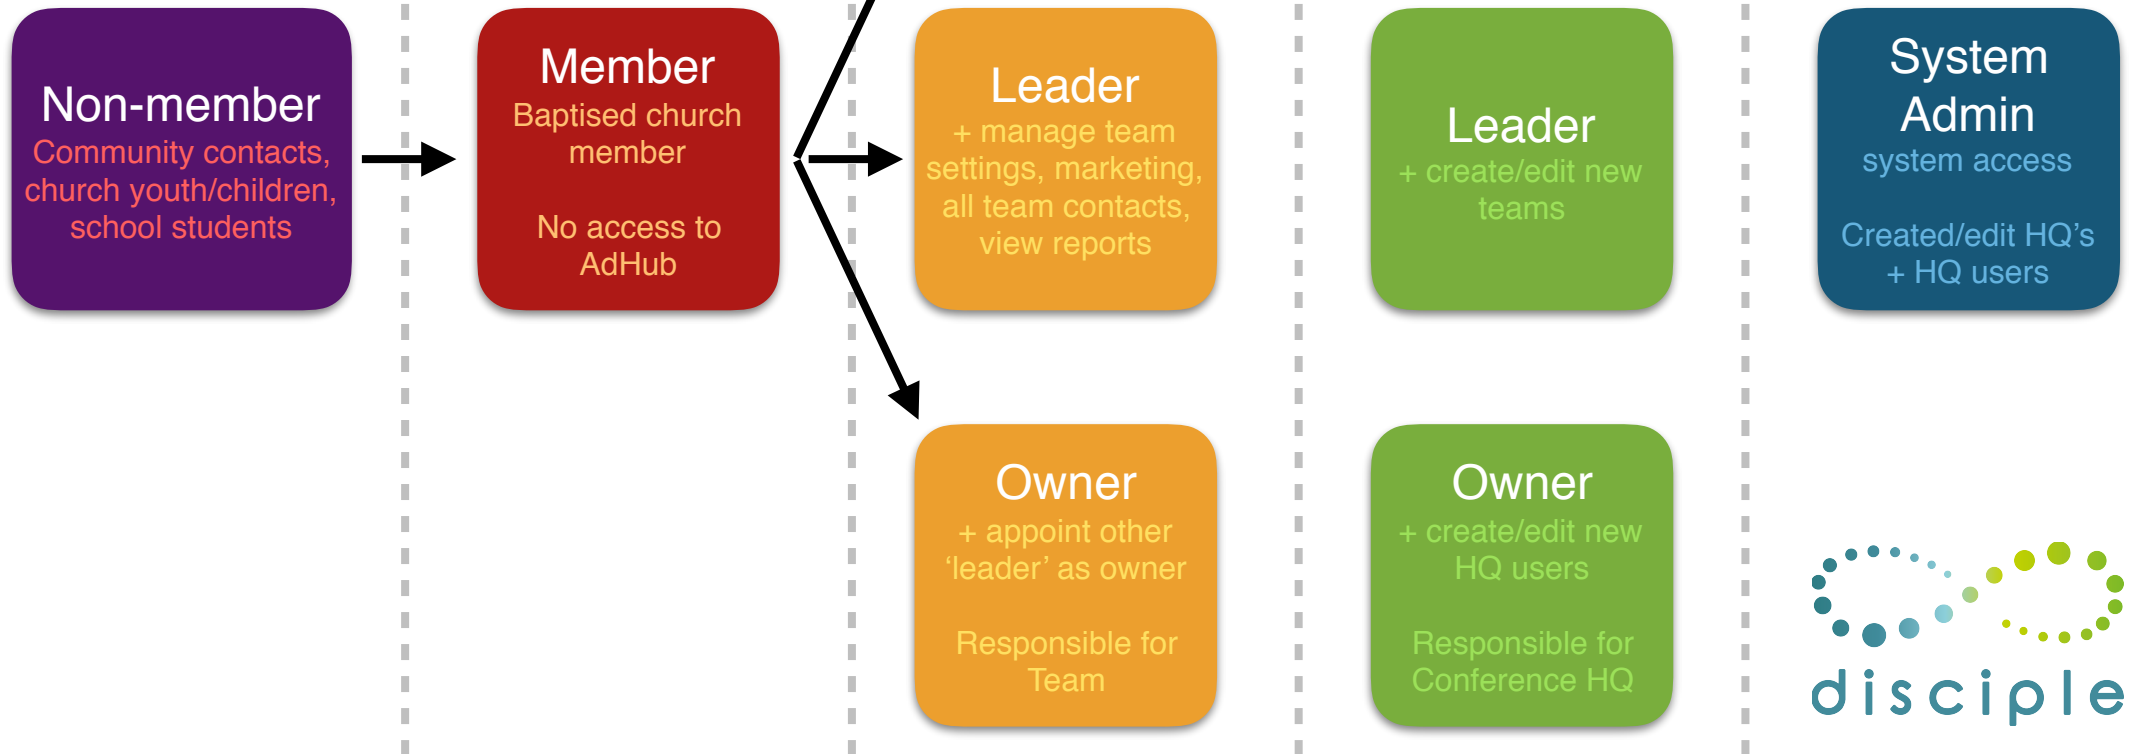 Non-member
Community contacts,
church youth/children,
school students
Member
Baptised church
member
No access to
AdHub
Leader
+ manage team
settings, marketing,
all team contacts,
view reports
Leader
+ create/edit new
teams
System
Admin
system access
Created/edit HQ’s
+ HQ users
Owner
+ appoint other
‘leader’ as owner
Responsible for
Team
Owner
+ create/edit new
HQ users
Responsible for
Conference HQ
disciple